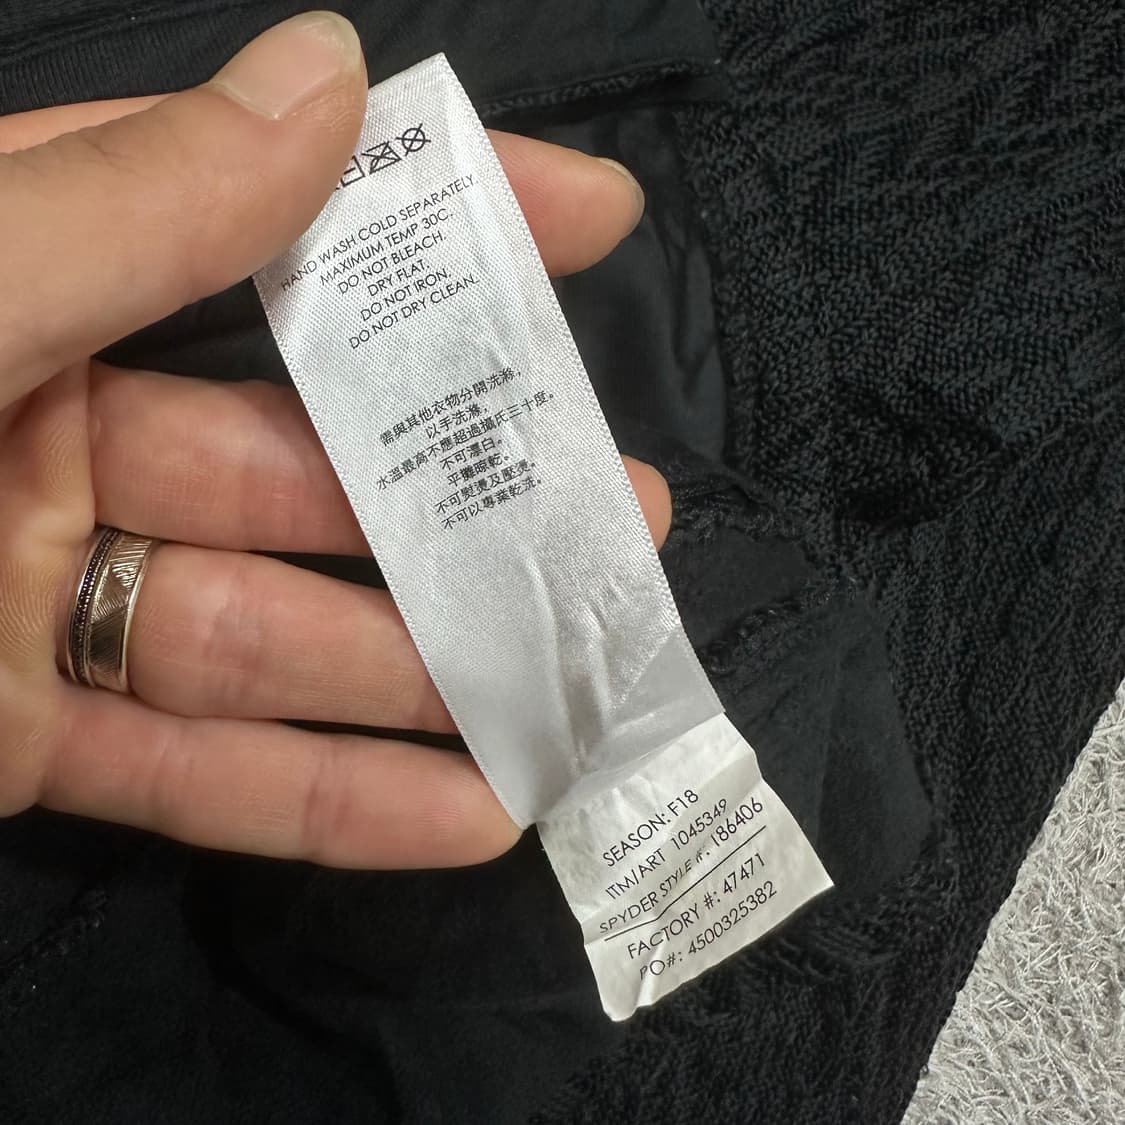 HAND WASH COLD SEPARATELY.
MAXIMUM TEMP 30C.
DO NOT BLEACH.
DRY FLAT
DO NOT IRON.
DO NOT DRY CLEAN.
需與其他衣物分開洗滌，
以手洗滌，
水溫最高不應超過攝氏三十度。
不可漂白。
平攤晾乾。
不可熨燙及壓燙。
不可以專業乾洗。
SEASON: F18
ITM/ART 1045349
SPYDER STYLE #: 186406
FACTORY #: 47471
PO#: 4500325382